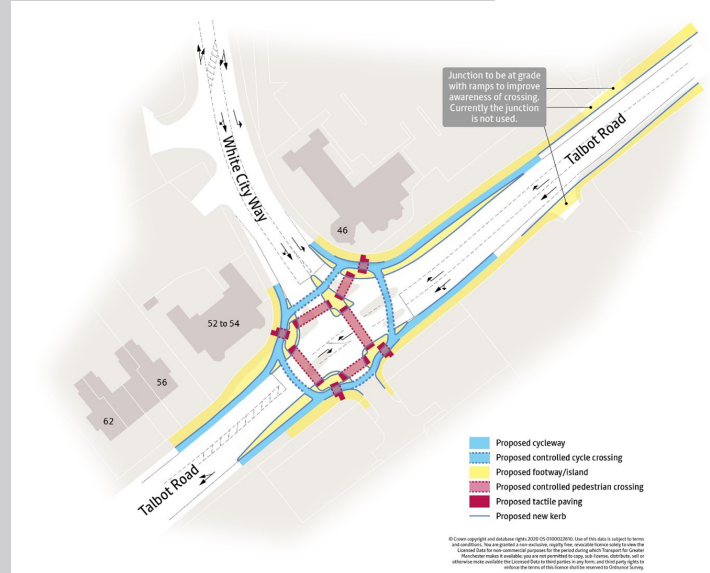 Junction to be at grade
with ramps to improve
awareness of crossing.
Currently the junction
is not used.
White City Way
Talbot Road
46
52 to 54
56
62
Talbot Road
Proposed cycleway
Proposed controlled cycle crossing
Proposed footway/island
Proposed controlled pedestrian crossing
Proposed tactile paving
Proposed new kerb
© Crown copyright and database rights 2020 OS 0100022610. Use of this data is subject to terms
and conditions. You are granted a non-exclusive, royalty free, revocable licence solely to view the
Licensed Data for non-commercial purposes for the period during which Transport for Greater
Manchester makes it available; you are not permitted to copy, sub-license, distribute, sell or
otherwise make available the Licensed Data to third parties in any form; and third party rights to
enforce the terms of this licence shall be reserved to Ordnance Survey.